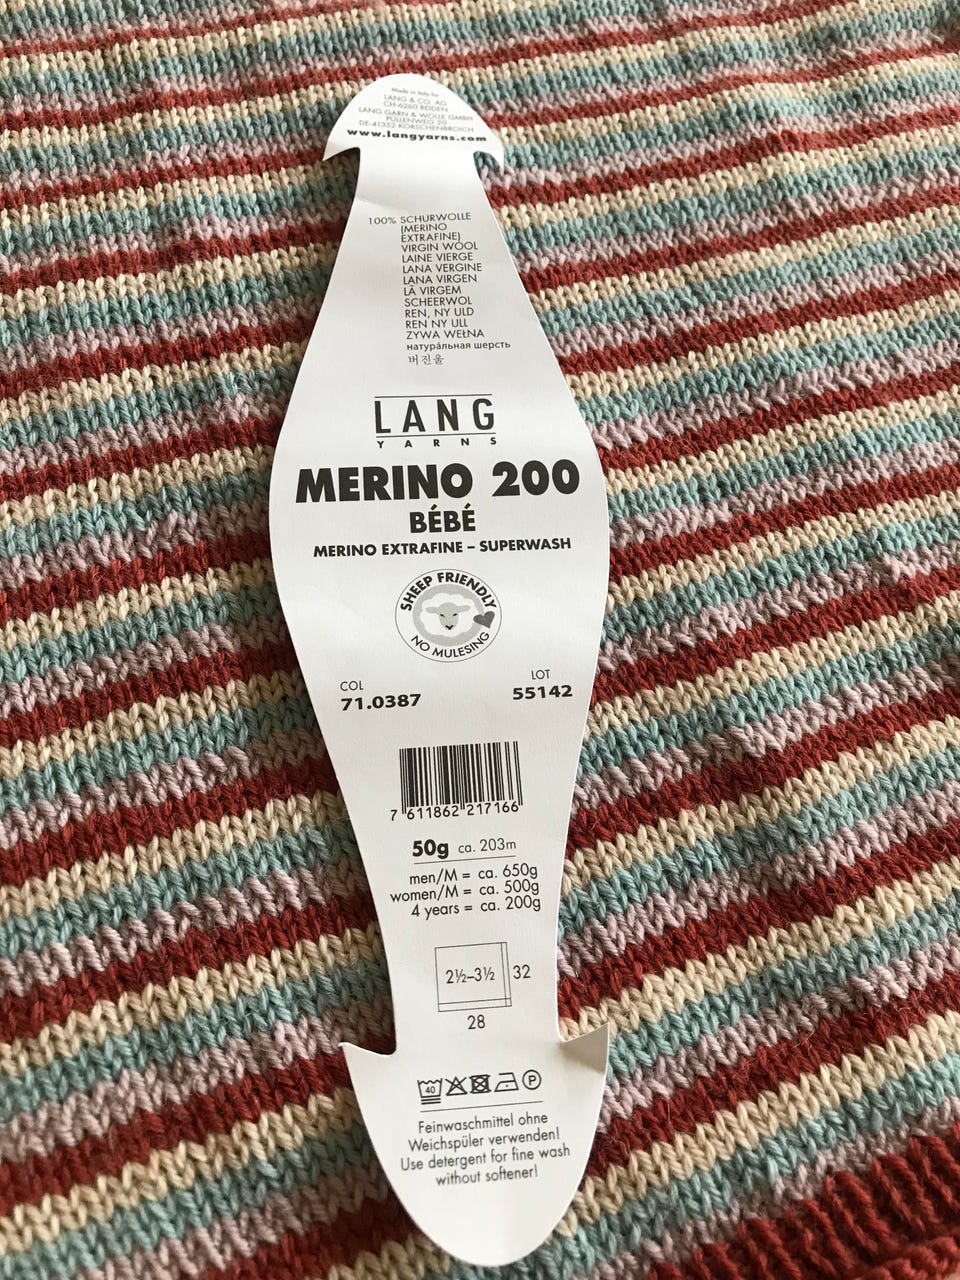 Made in Italy for
LANG & CO. AG
CH-6260 REIDEN
LANG GARN & WOLLE GMBH
PÜLLENWEG 20
DE-41352 KORSCHENBROICH
www.langyarns.com
100% SCHURWOLLE
(MERINO
EXTRAFINE)
VIRGIN WOOL
LAINE VIERGE
LANA VERGINE
LANA VIRGEN
LÃ VIRGEM
SCHEERWOL
REN, NY ULD
REN NY ULL
ZYWA WEŁNA
натура́льная шерсть
버진울
LANG
YARNS
MERINO 200
BÉBÉ
MERINO EXTRAFINE – SUPERWASH
SHEEP FRIENDLY
NO MULESING
COL LOT
71.0387 55142
7 611862 217166
50g ca. 203m
men/M = ca. 650g
women/M = ca. 500g
4 years = ca. 200g
2½–3½ 32
28
40 P
Feinwaschmittel ohne
Weichspüler verwenden!
Use detergent for fine wash
without softener!